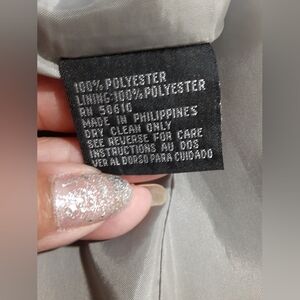 100% POLYESTER
LINING:100% POLYESTER
RN 50610
MADE IN PHILIPPINES
DRY CLEAN ONLY
SEE REVERSE FOR CARE
INSTRUCTIONS AU DOS
VER AL DORSO PARA CUIDADO